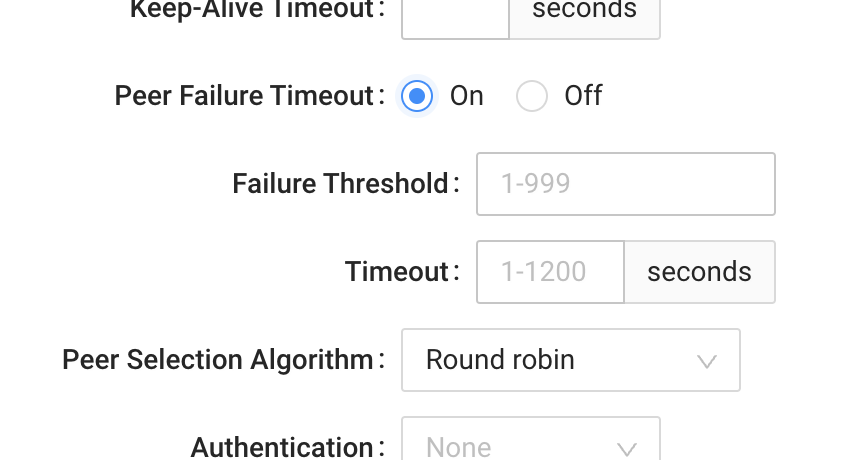 Keep-Alive Timeout: seconds
Peer Failure Timeout: On Off
Failure Threshold: 1-999
Timeout: 1-1200 seconds
Peer Selection Algorithm: Round robin
Authentication: None